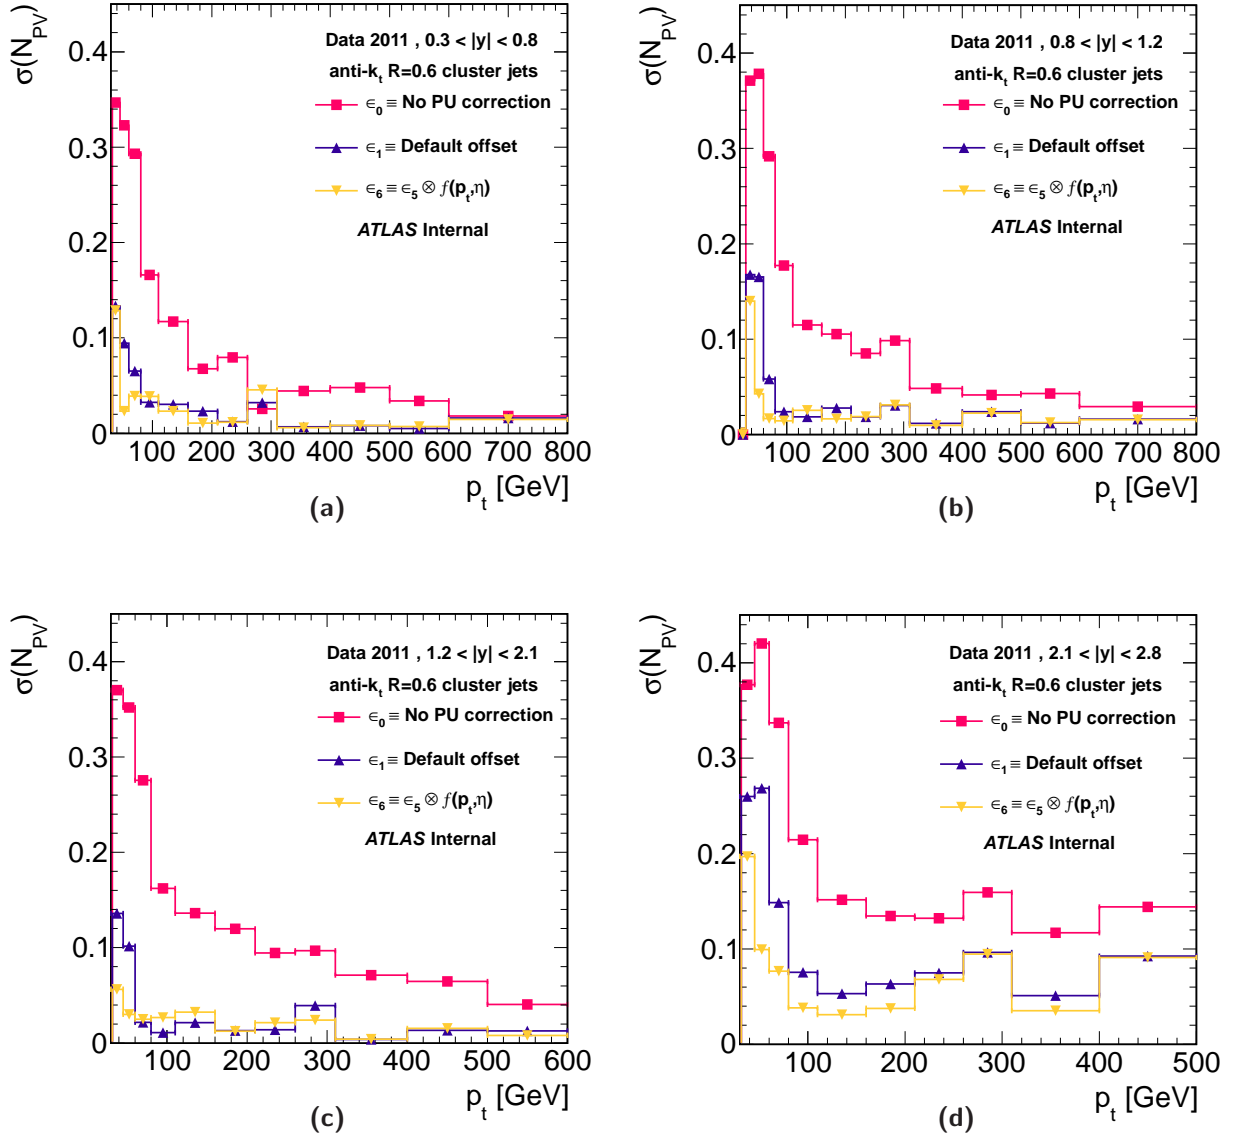 σ(N_PV)
0.4
0.3
0.2
0.1
0
Data 2011 , 0.3 < |y| < 0.8
anti-k_t R=0.6 cluster jets
ϵ_0 ≡ No PU correction
ϵ_1 ≡ Default offset
ϵ_6 ≡ ϵ_5 ⊗ f(p_t,η)
ATLAS Internal
100 200 300 400 500 600 700 800
p_t [GeV]
(a)
σ(N_PV)
0.4
0.3
0.2
0.1
0
Data 2011 , 0.8 < |y| < 1.2
anti-k_t R=0.6 cluster jets
ϵ_0 ≡ No PU correction
ϵ_1 ≡ Default offset
ϵ_6 ≡ ϵ_5 ⊗ f(p_t,η)
ATLAS Internal
100 200 300 400 500 600 700 800
p_t [GeV]
(b)
σ(N_PV)
0.4
0.3
0.2
0.1
0
Data 2011 , 1.2 < |y| < 2.1
anti-k_t R=0.6 cluster jets
ϵ_0 ≡ No PU correction
ϵ_1 ≡ Default offset
ϵ_6 ≡ ϵ_5 ⊗ f(p_t,η)
ATLAS Internal
100 200 300 400 500 600
p_t [GeV]
(c)
σ(N_PV)
0.4
0.3
0.2
0.1
0
Data 2011 , 2.1 < |y| < 2.8
anti-k_t R=0.6 cluster jets
ϵ_0 ≡ No PU correction
ϵ_1 ≡ Default offset
ϵ_6 ≡ ϵ_5 ⊗ f(p_t,η)
ATLAS Internal
100 200 300 400 500
p_t [GeV]
(d)